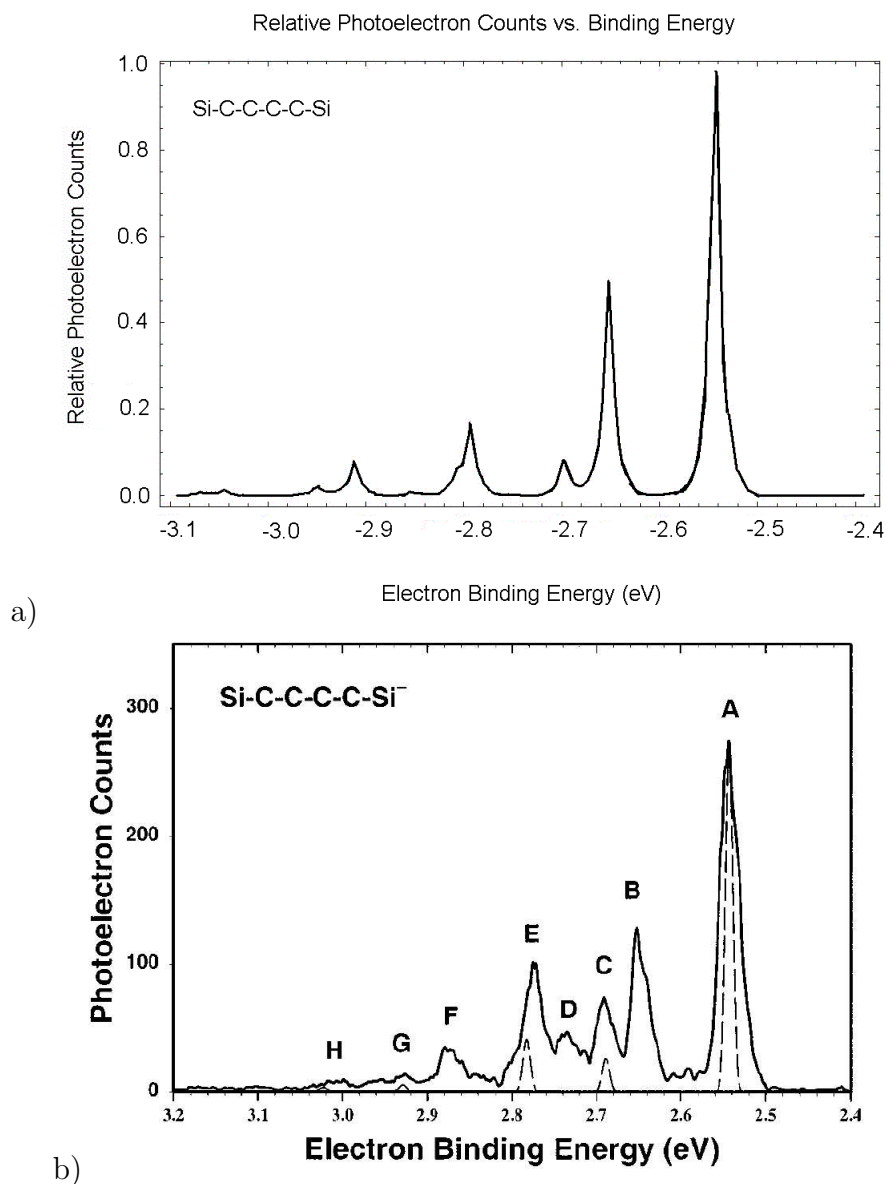 Relative Photoelectron Counts vs. Binding Energy
Si-C-C-C-C-Si
Relative Photoelectron Counts
1.0
0.8
0.6
0.4
0.2
0.0
-3.1 -3.0 -2.9 -2.8 -2.7 -2.6 -2.5 -2.4
Electron Binding Energy (eV)
a)
Si-C-C-C-C-Si⁻
Photoelectron Counts
300
200
100
0
A
B
E
C
D
F
G
H
3.2 3.1 3.0 2.9 2.8 2.7 2.6 2.5 2.4
Electron Binding Energy (eV)
b)